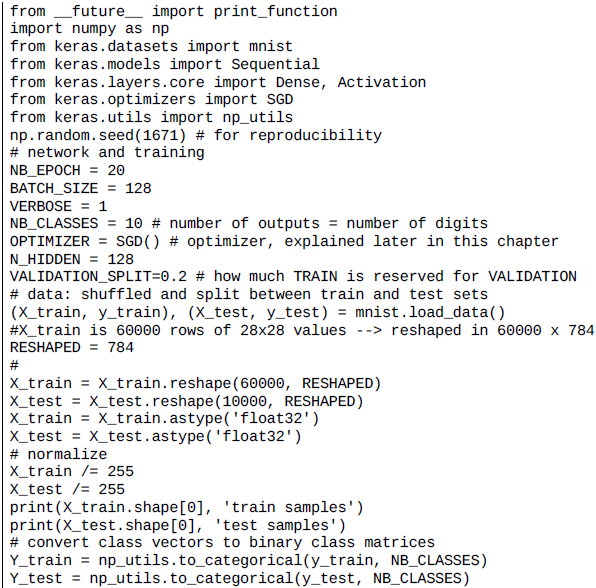 from __future__ import print_function
import numpy as np
from keras.datasets import mnist
from keras.models import Sequential
from keras.layers.core import Dense, Activation
from keras.optimizers import SGD
from keras.utils import np_utils
np.random.seed(1671) # for reproducibility
# network and training
NB_EPOCH = 20
BATCH_SIZE = 128
VERBOSE = 1
NB_CLASSES = 10 # number of outputs = number of digits
OPTIMIZER = SGD() # optimizer, explained later in this chapter
N_HIDDEN = 128
VALIDATION_SPLIT=0.2 # how much TRAIN is reserved for VALIDATION
# data: shuffled and split between train and test sets
(X_train, y_train), (X_test, y_test) = mnist.load_data()
#X_train is 60000 rows of 28x28 values --> reshaped in 60000 x 784
RESHAPED = 784
#
X_train = X_train.reshape(60000, RESHAPED)
X_test = X_test.reshape(10000, RESHAPED)
X_train = X_train.astype('float32')
X_test = X_test.astype('float32')
# normalize
X_train /= 255
X_test /= 255
print(X_train.shape[0], 'train samples')
print(X_test.shape[0], 'test samples')
# convert class vectors to binary class matrices
Y_train = np_utils.to_categorical(y_train, NB_CLASSES)
Y_test = np_utils.to_categorical(y_test, NB_CLASSES)